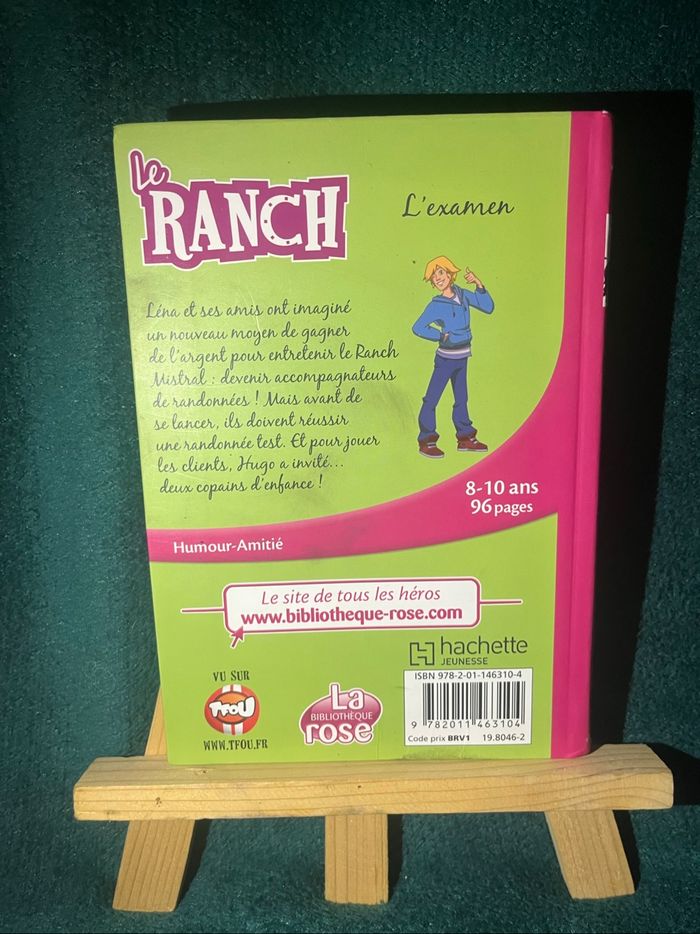 Le
RANCH
L'examen
Léna et ses amis ont imaginé
un nouveau moyen de gagner
de l'argent pour entretenir le Ranch
Mistral : devenir accompagnateurs
de randonnées ! Mais avant de
se lancer, ils doivent réussir
une randonnée test. Et pour jouer
les clients, Hugo a invité...
deux copains d'enfance !
8-10 ans
96 pages
Humour-Amitié
Le site de tous les héros
www.bibliotheque-rose.com
hachette
JEUNESSE
VU SUR
TFOU
WWW.TFOU.FR
La
BIBLIOTHÈQUE
rose
ISBN 978-2-01-146310-4
9 782011 463104
Code prix BRV1 19.8046-2